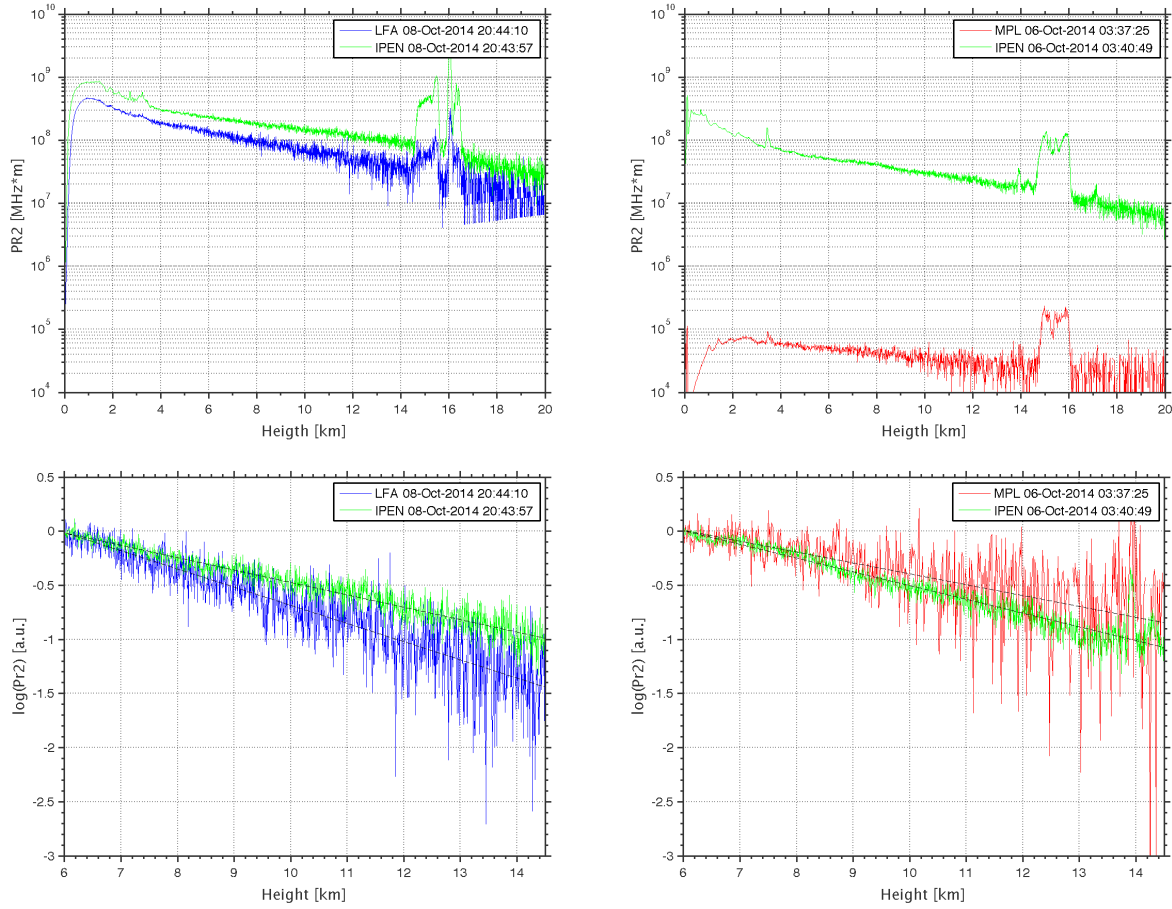 LFA 08-Oct-2014 20:44:10
IPEN 08-Oct-2014 20:43:57
10^10
10^9
10^8
10^7
10^6
10^5
10^4
PR2 [MHz*m]
0 2 4 6 8 10 12 14 16 18 20
Heigth [km]
MPL 06-Oct-2014 03:37:25
IPEN 06-Oct-2014 03:40:49
10^10
10^9
10^8
10^7
10^6
10^5
10^4
PR2 [MHz*m]
0 2 4 6 8 10 12 14 16 18 20
Heigth [km]
LFA 08-Oct-2014 20:44:10
IPEN 08-Oct-2014 20:43:57
0.5
0
-0.5
-1
-1.5
-2
-2.5
-3
log(Pr2) [a.u.]
6 7 8 9 10 11 12 13 14
Height [km]
MPL 06-Oct-2014 03:37:25
IPEN 06-Oct-2014 03:40:49
0.5
0
-0.5
-1
-1.5
-2
-2.5
-3
log(Pr2) [a.u.]
6 7 8 9 10 11 12 13 14
Height [km]